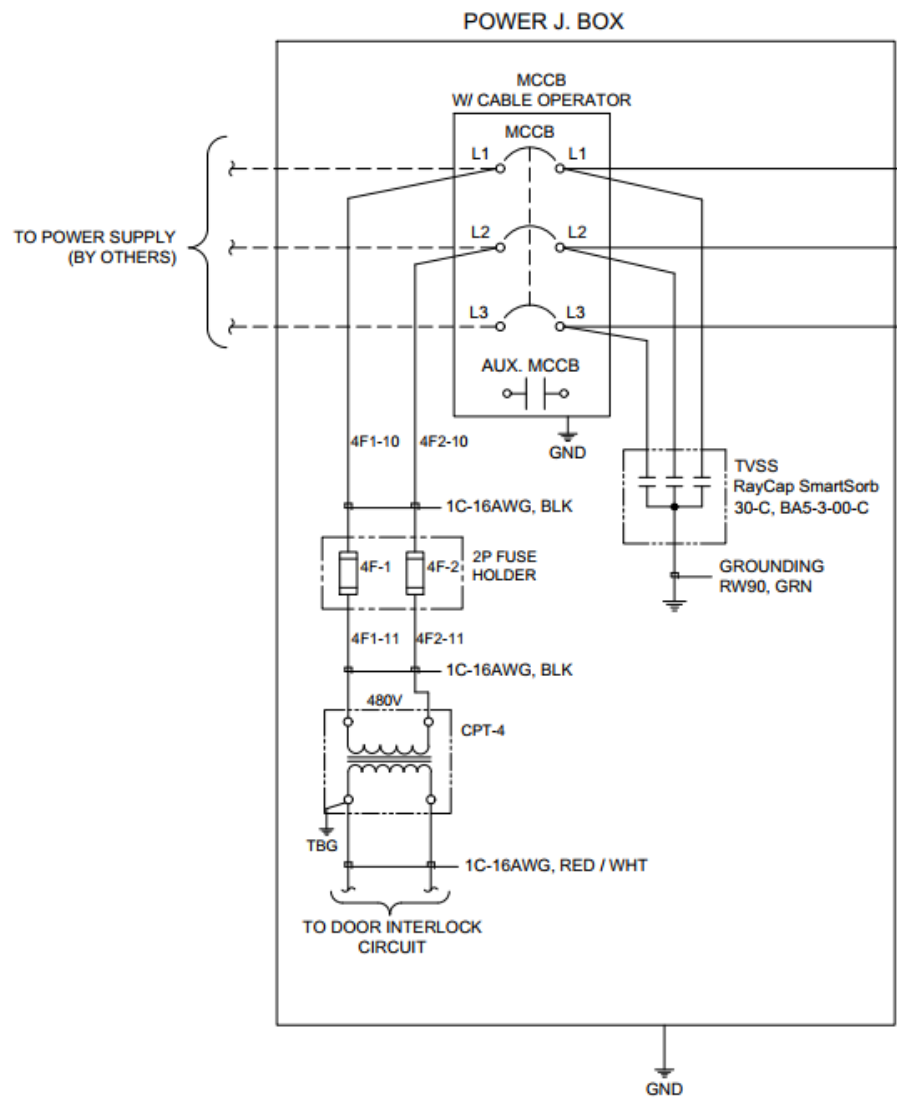 POWER J. BOX
MCCB
W/ CABLE OPERATOR
MCCB
L1
L1
TO POWER SUPPLY
(BY OTHERS)
L2
L2
L3
L3
AUX. MCCB
GND
4F1-10
4F2-10
TVSS
RayCap SmartSorb
30-C, BA5-3-00-C
1C-16AWG, BLK
2P FUSE
HOLDER
4F-1
4F-2
GROUNDING
RW90, GRN
4F1-11
4F2-11
1C-16AWG, BLK
480V
CPT-4
TBG
1C-16AWG, RED / WHT
TO DOOR INTERLOCK
CIRCUIT
GND